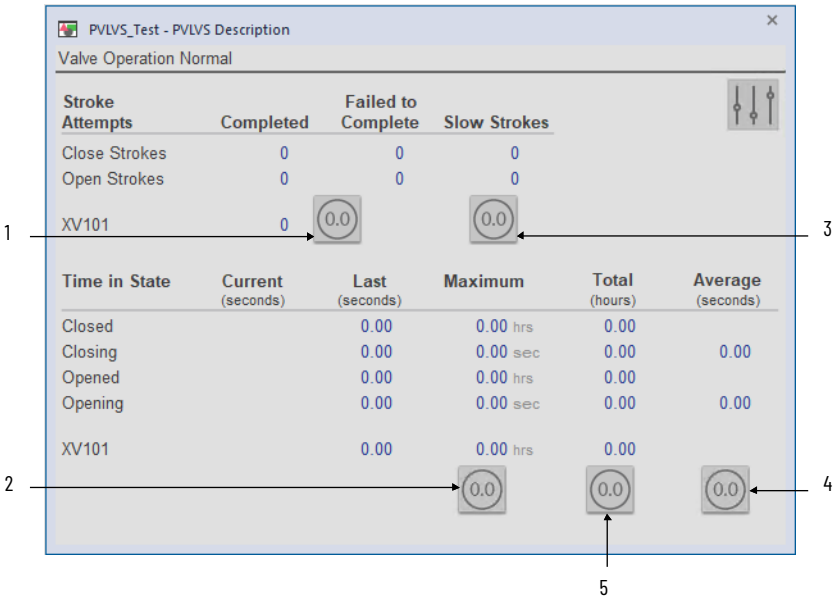 PVLVS_Test - PVLVS Description
Valve Operation Normal
Stroke Attempts Completed Failed to Complete Slow Strokes
Close Strokes 0 0 0
Open Strokes 0 0 0
XV101 0 0.0 0.0
1
3
Time in State Current (seconds) Last (seconds) Maximum Total (hours) Average (seconds)
Closed 0.00 0.00 hrs 0.00
Closing 0.00 0.00 sec 0.00 0.00
Opened 0.00 0.00 hrs 0.00
Opening 0.00 0.00 sec 0.00 0.00
XV101 0.00 0.00 hrs 0.00
2 0.0 0.0 0.0 4
5